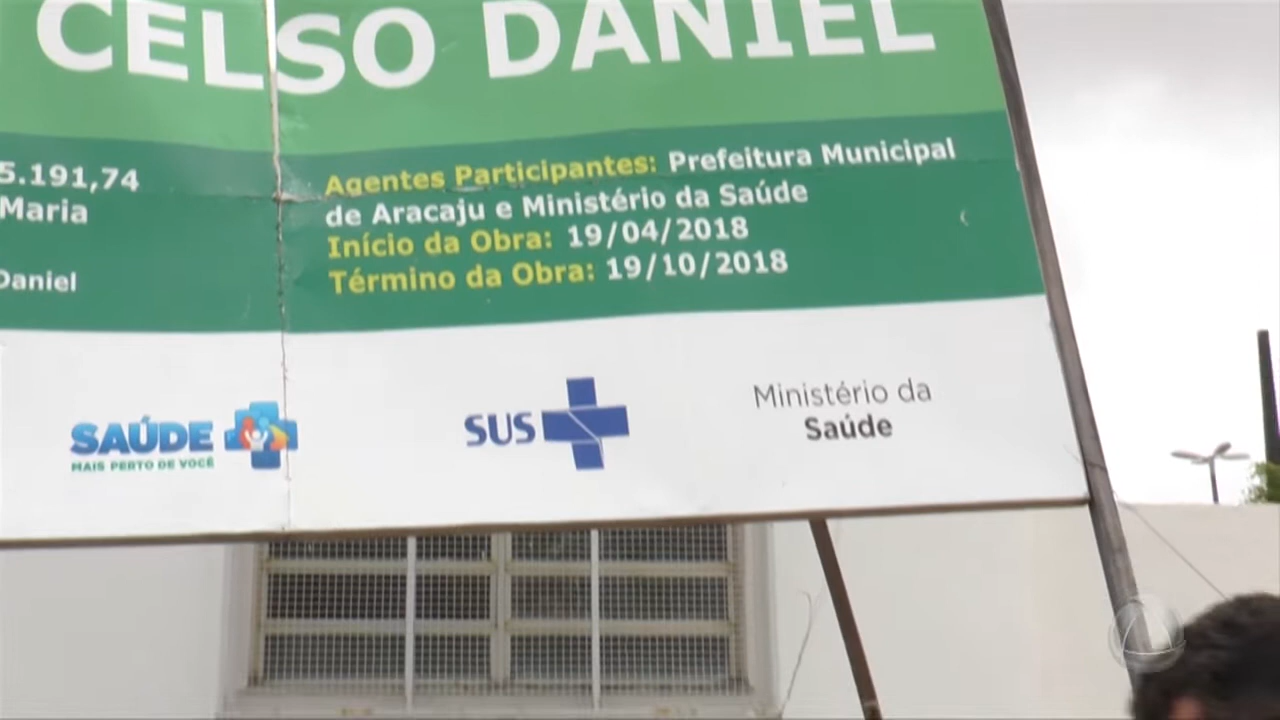 CELSO DANIEL
5.191,74
Maria
Daniel
Agentes Participantes: Prefeitura Municipal
de Aracaju e Ministério da Saúde
Início da Obra: 19/04/2018
Término da Obra: 19/10/2018
SAÚDE
MAIS PERTO DE VOCÊ
SUS
Ministério da
Saúde